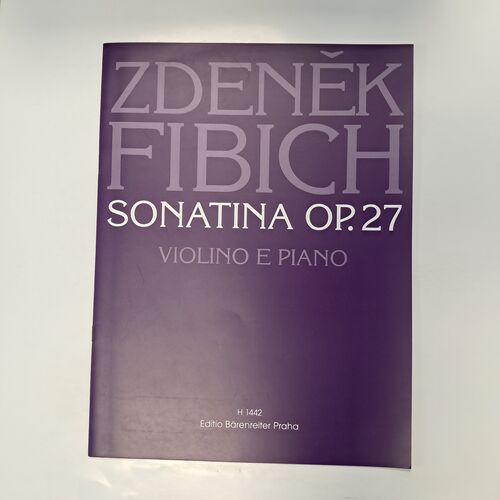 ZDENĚK
FIBICH
SONATINA OP. 27
VIOLINO E PIANO
H 1442
Editio Bärenreiter Praha